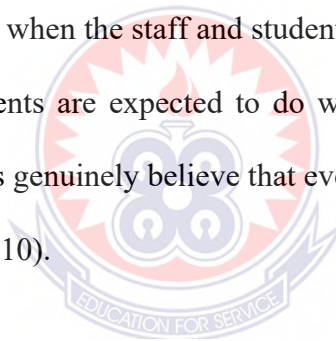 when the staff and student
ents are expected to do w
s genuinely believe that eve
10).
EDUCATION FOR SERVICE